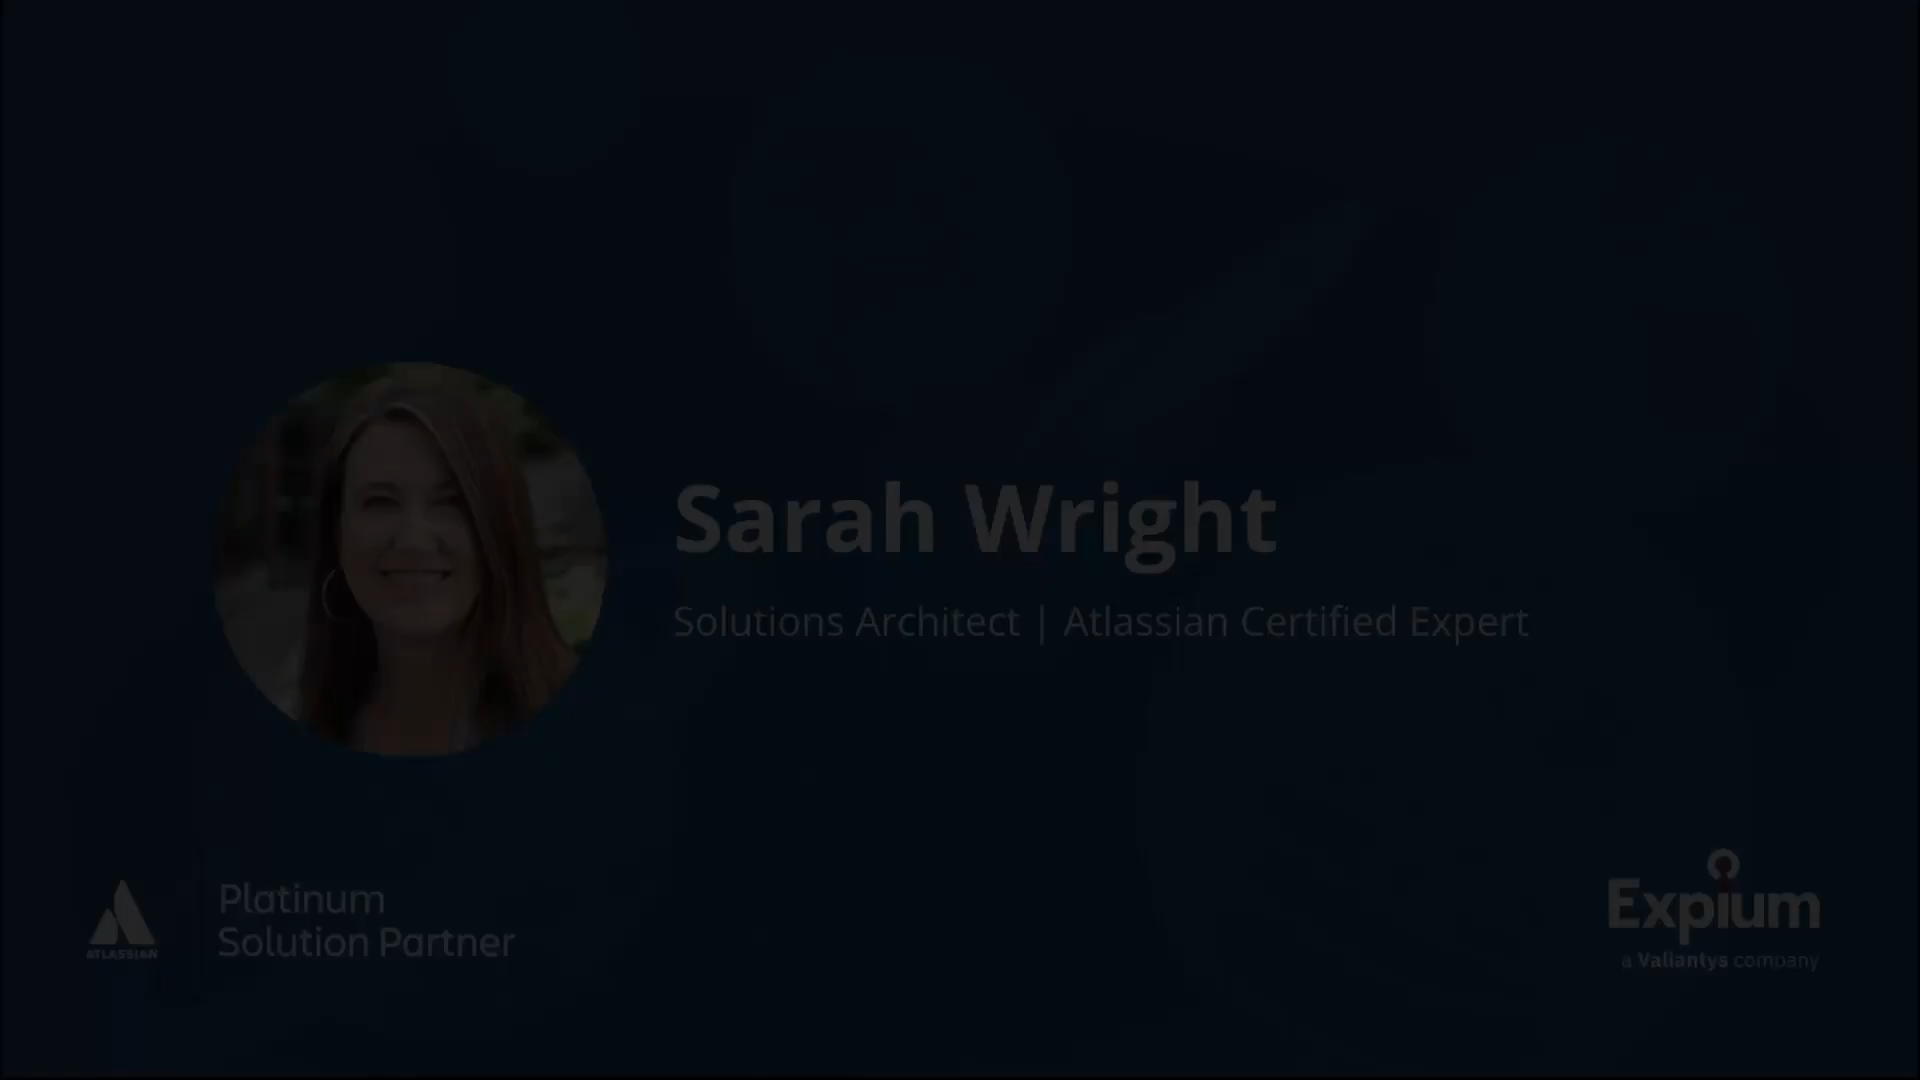 Sarah Wright
Solutions Architect | Atlassian Certified Expert
ATLASSIAN
Platinum
Solution Partner
Expium
a Valiantys company